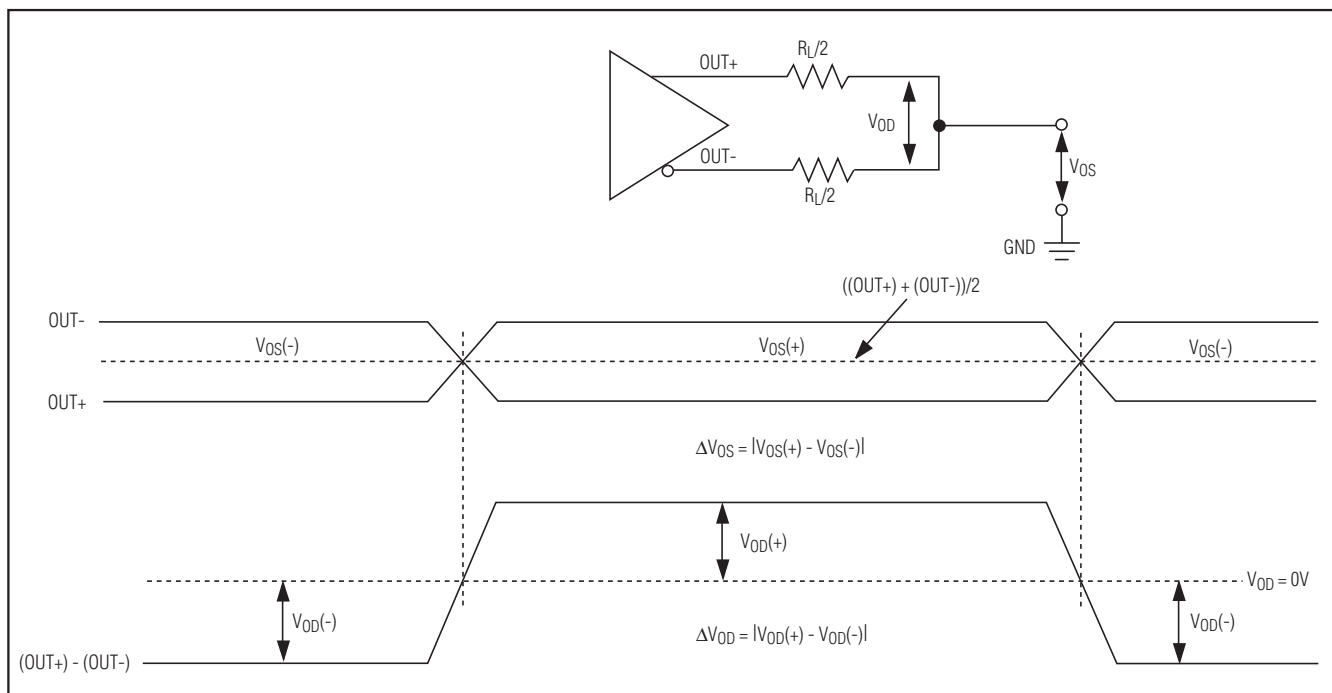 R_L/2
OUT+
V_OD
OUT-
V_OS
R_L/2
GND
((OUT+) + (OUT-))/2
OUT-
V_OS(-) V_OS(+) V_OS(-)
OUT+
ΔV_OS = |V_OS(+) - V_OS(-)|
V_OD(+)
V_OD = 0V
V_OD(-) V_OD(-)
ΔV_OD = |V_OD(+) - V_OD(-)|
(OUT+) - (OUT-)